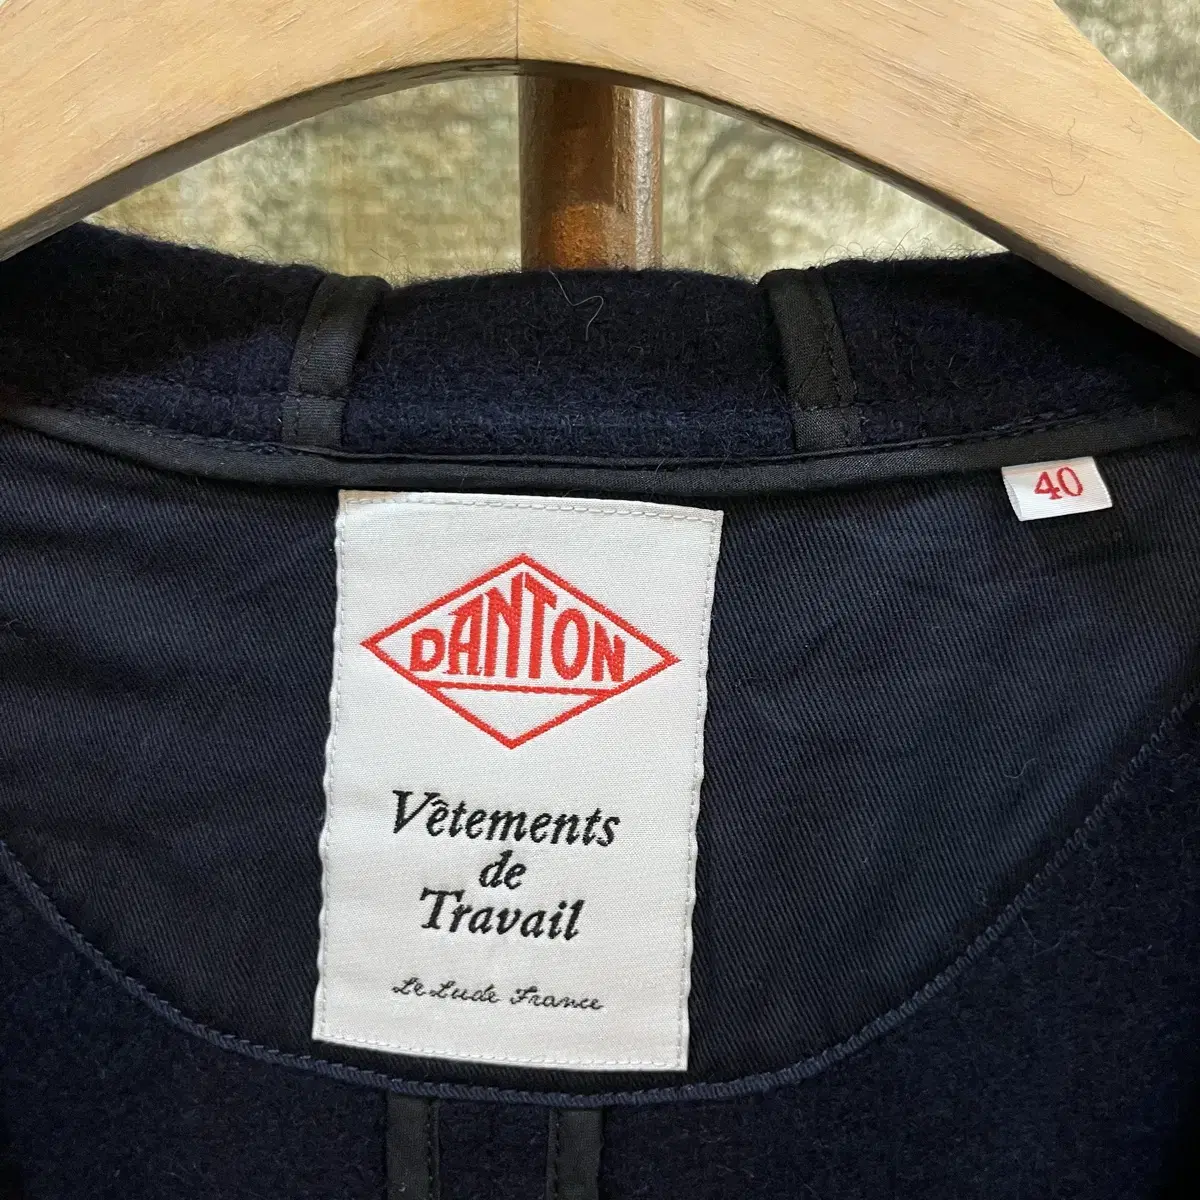 40
DANTON
Vêtements
de
Travail
Le Lude France